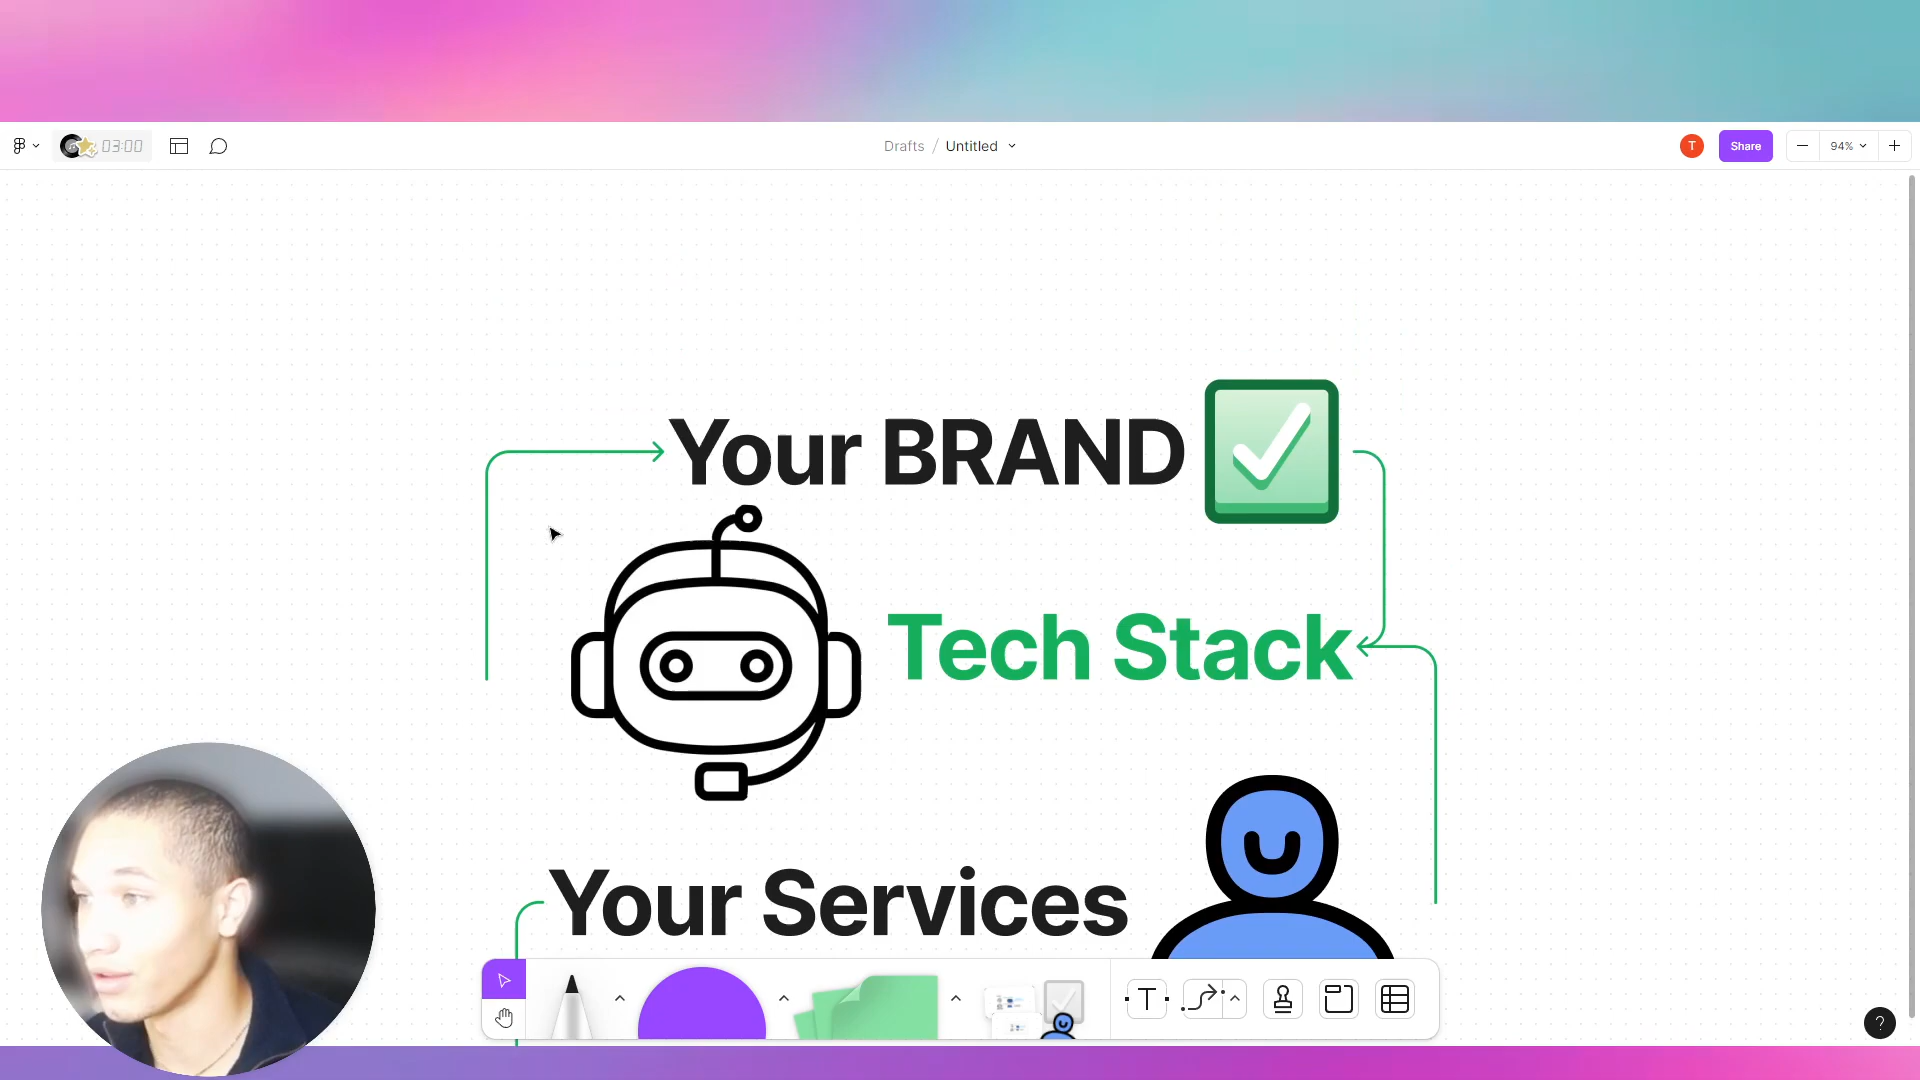 03:00
Drafts / Untitled
T
Share
94%
Your BRAND
Tech Stack
Your Services
T
?